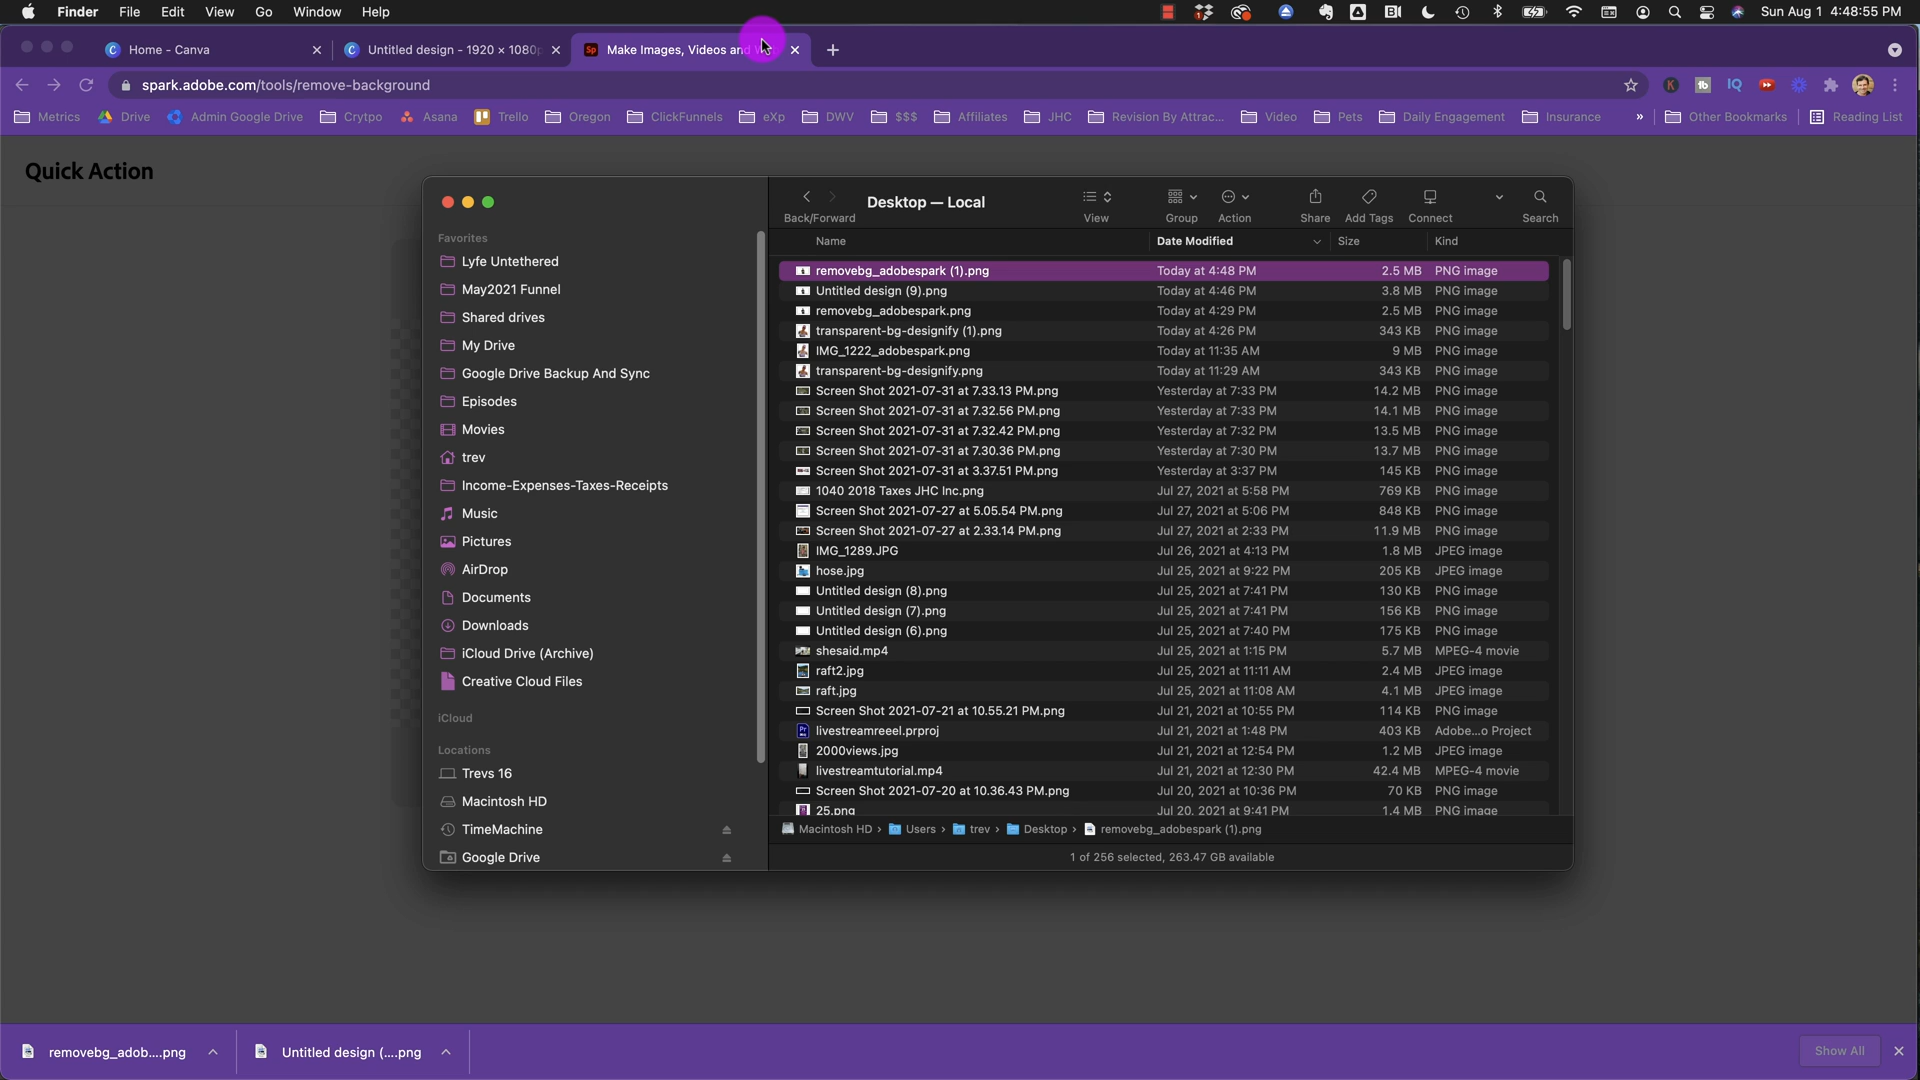 Finder File Edit View Go Window Help
Sun Aug 1 4:48:55 PM
Home - Canva
Untitled design - 1920 × 1080p
Make Images, Videos and
spark.adobe.com/tools/remove-background
Metrics Drive Admin Google Drive Crytpo Asana Trello Oregon ClickFunnels eXp DWV $$$ Affiliates JHC Revision By Attrac... Video Pets Daily Engagement Insurance » Other Bookmarks Reading List
Quick Action
Desktop — Local
Back/Forward View Group Action Share Add Tags Connect Search
Favorites
Lyfe Untethered
May2021 Funnel
Shared drives
My Drive
Google Drive Backup And Sync
Episodes
Movies
trev
Income-Expenses-Taxes-Receipts
Music
Pictures
AirDrop
Documents
Downloads
iCloud Drive (Archive)
Creative Cloud Files
iCloud
Locations
Trevs 16
Macintosh HD
TimeMachine
Google Drive
Name Date Modified Size Kind
removebg_adobespark (1).png Today at 4:48 PM 2.5 MB PNG image
Untitled design (9).png Today at 4:46 PM 3.8 MB PNG image
removebg_adobespark.png Today at 4:29 PM 2.5 MB PNG image
transparent-bg-designify (1).png Today at 4:26 PM 343 KB PNG image
IMG_1222_adobespark.png Today at 11:35 AM 9 MB PNG image
transparent-bg-designify.png Today at 11:29 AM 343 KB PNG image
Screen Shot 2021-07-31 at 7.33.13 PM.png Yesterday at 7:33 PM 14.2 MB PNG image
Screen Shot 2021-07-31 at 7.32.56 PM.png Yesterday at 7:33 PM 14.1 MB PNG image
Screen Shot 2021-07-31 at 7.32.42 PM.png Yesterday at 7:32 PM 13.5 MB PNG image
Screen Shot 2021-07-31 at 7.30.36 PM.png Yesterday at 7:30 PM 13.7 MB PNG image
Screen Shot 2021-07-31 at 3.37.51 PM.png Yesterday at 3:37 PM 145 KB PNG image
1040 2018 Taxes JHC Inc.png Jul 27, 2021 at 5:58 PM 769 KB PNG image
Screen Shot 2021-07-27 at 5.05.54 PM.png Jul 27, 2021 at 5:06 PM 848 KB PNG image
Screen Shot 2021-07-27 at 2.33.14 PM.png Jul 27, 2021 at 2:33 PM 11.9 MB PNG image
IMG_1289.JPG Jul 26, 2021 at 4:13 PM 1.8 MB JPEG image
hose.jpg Jul 25, 2021 at 9:22 PM 205 KB JPEG image
Untitled design (8).png Jul 25, 2021 at 7:41 PM 130 KB PNG image
Untitled design (7).png Jul 25, 2021 at 7:41 PM 156 KB PNG image
Untitled design (6).png Jul 25, 2021 at 7:40 PM 175 KB PNG image
shesaid.mp4 Jul 25, 2021 at 1:15 PM 5.7 MB MPEG-4 movie
raft2.jpg Jul 25, 2021 at 11:11 AM 2.4 MB JPEG image
raft.jpg Jul 25, 2021 at 11:08 AM 4.1 MB JPEG image
Screen Shot 2021-07-21 at 10.55.21 PM.png Jul 21, 2021 at 10:55 PM 114 KB PNG image
livestreamreeel.prproj Jul 21, 2021 at 1:48 PM 403 KB Adobe...o Project
2000views.jpg Jul 21, 2021 at 12:54 PM 1.2 MB JPEG image
livestreamtutorial.mp4 Jul 21, 2021 at 12:30 PM 42.4 MB MPEG-4 movie
Screen Shot 2021-07-20 at 10.36.43 PM.png Jul 20, 2021 at 10:36 PM 70 KB PNG image
25.png Jul 20, 2021 at 9:41 PM 1.4 MB PNG image
Macintosh HD › Users › trev › Desktop › removebg_adobespark (1).png
1 of 256 selected, 263.47 GB available
removebg_adob....png
Untitled design (....png
Show All